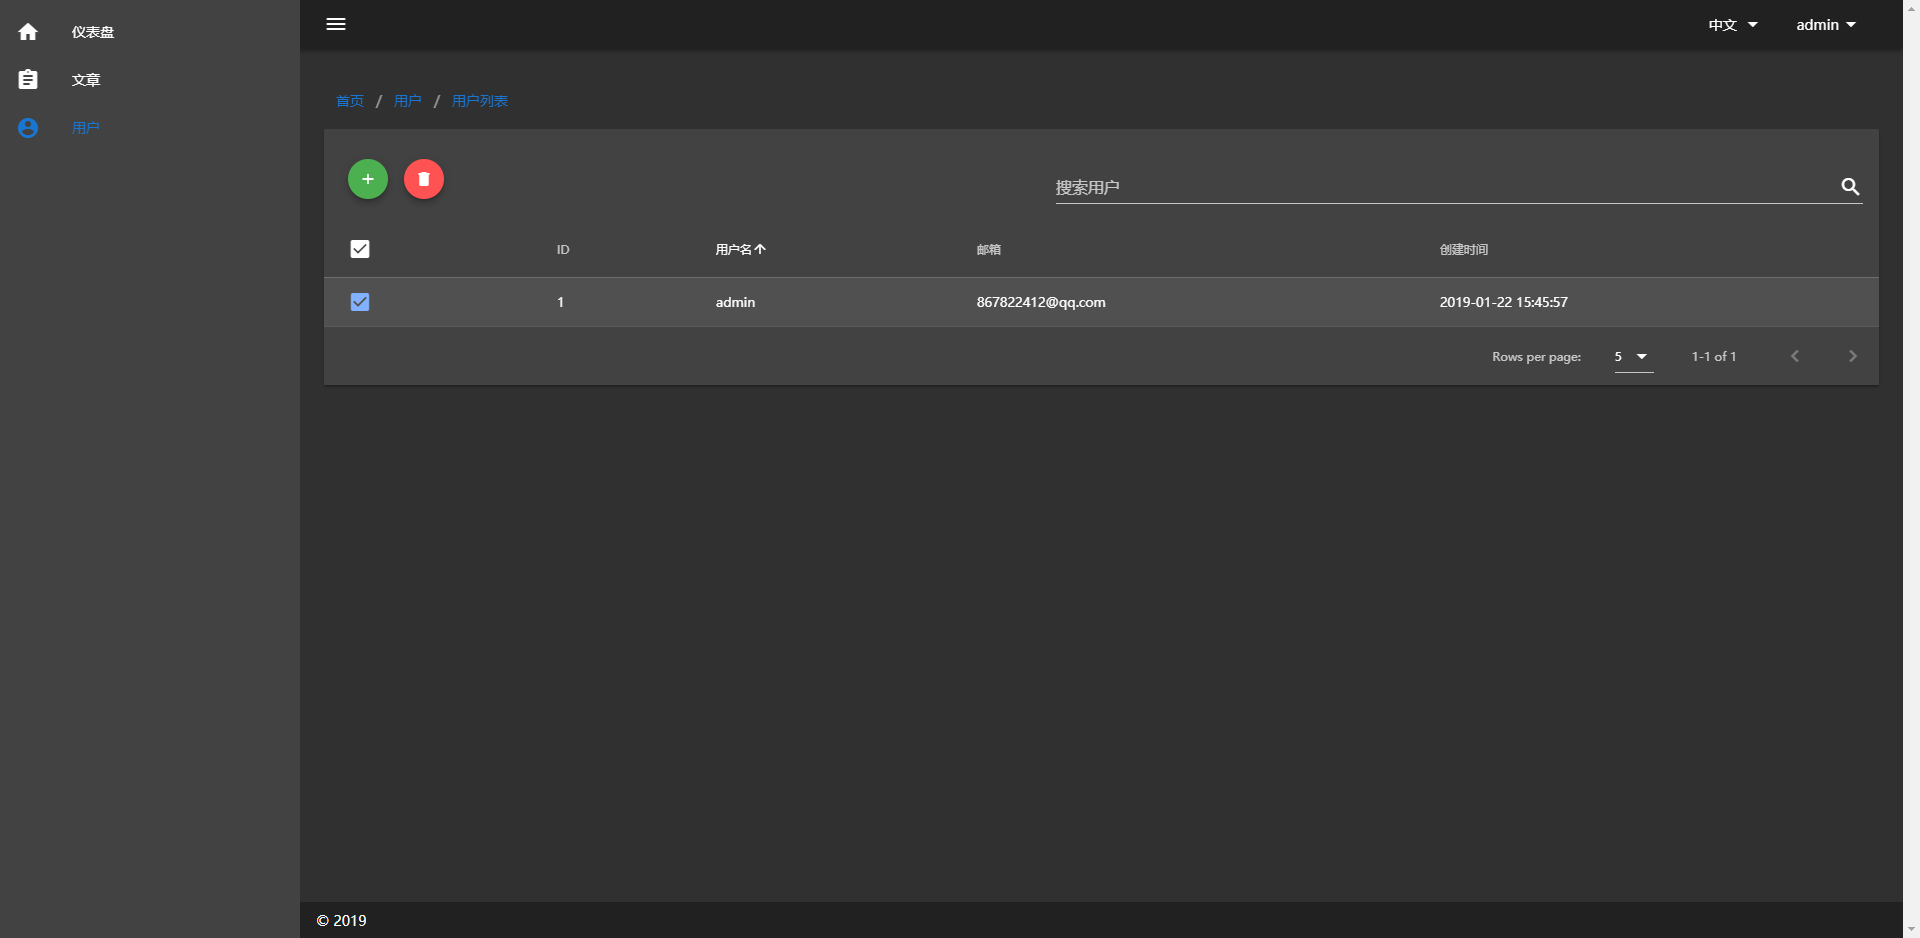 仪表盘
文章
用户
中文
admin
首页 / 用户 / 用户列表
搜索用户
ID 用户名 邮箱 创建时间
1 admin 867822412@qq.com 2019-01-22 15:45:57
Rows per page: 5 1-1 of 1
© 2019